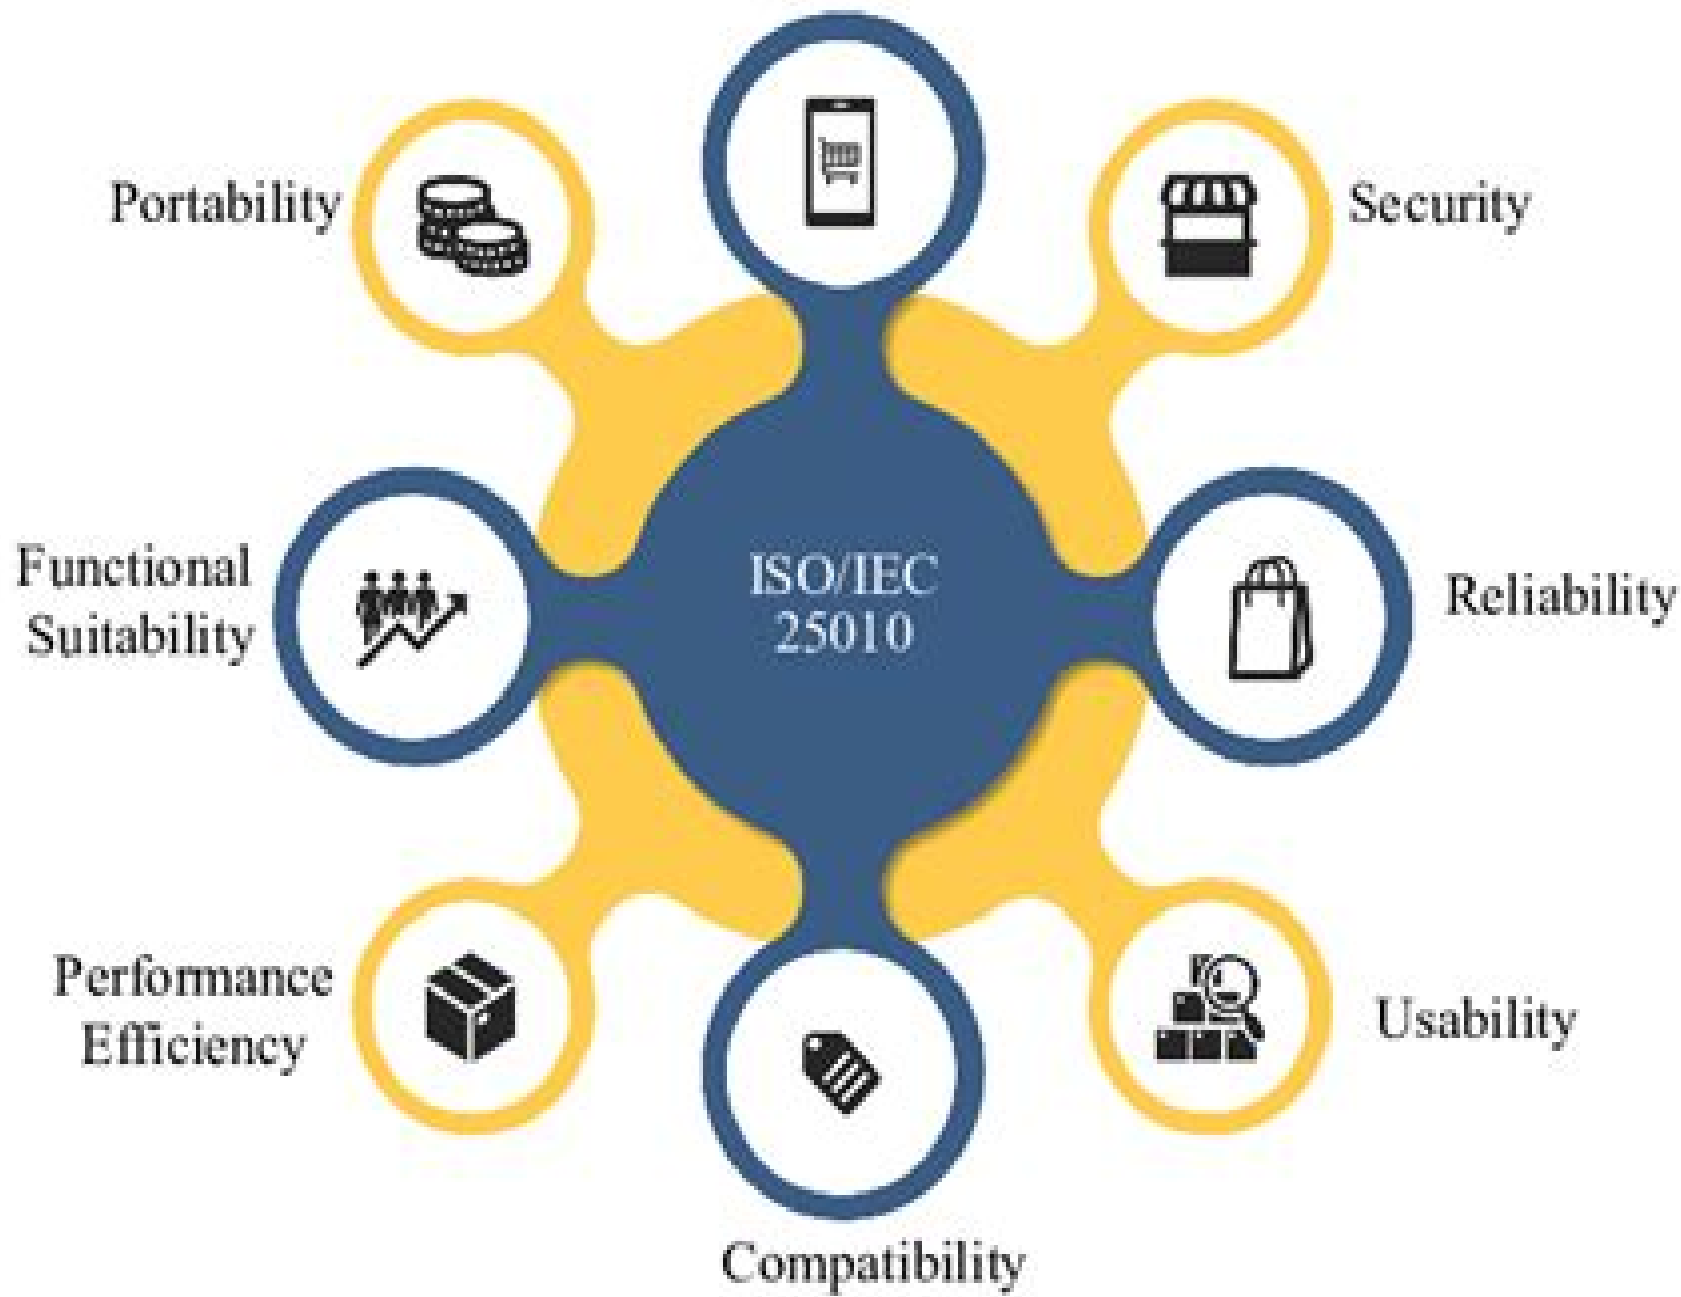 Portability
Security
Functional
Suitability
ISO/IEC
25010
Reliability
Performance
Efficiency
Usability
Compatibility